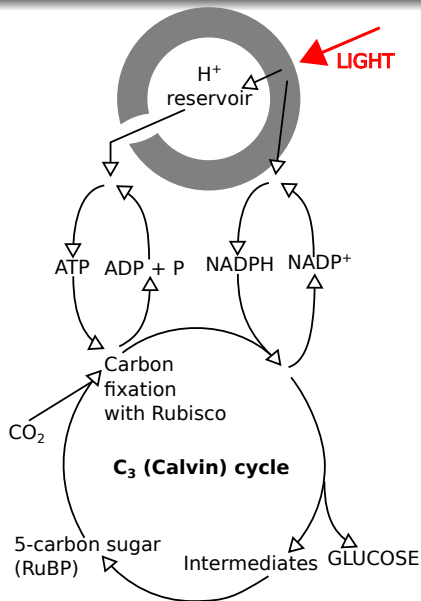 LIGHT
H⁺
reservoir
ATP
ADP + P
NADPH
NADP⁺
Carbon
fixation
with Rubisco
CO₂
C₃ (Calvin) cycle
5-carbon sugar
(RuBP)
Intermediates
GLUCOSE